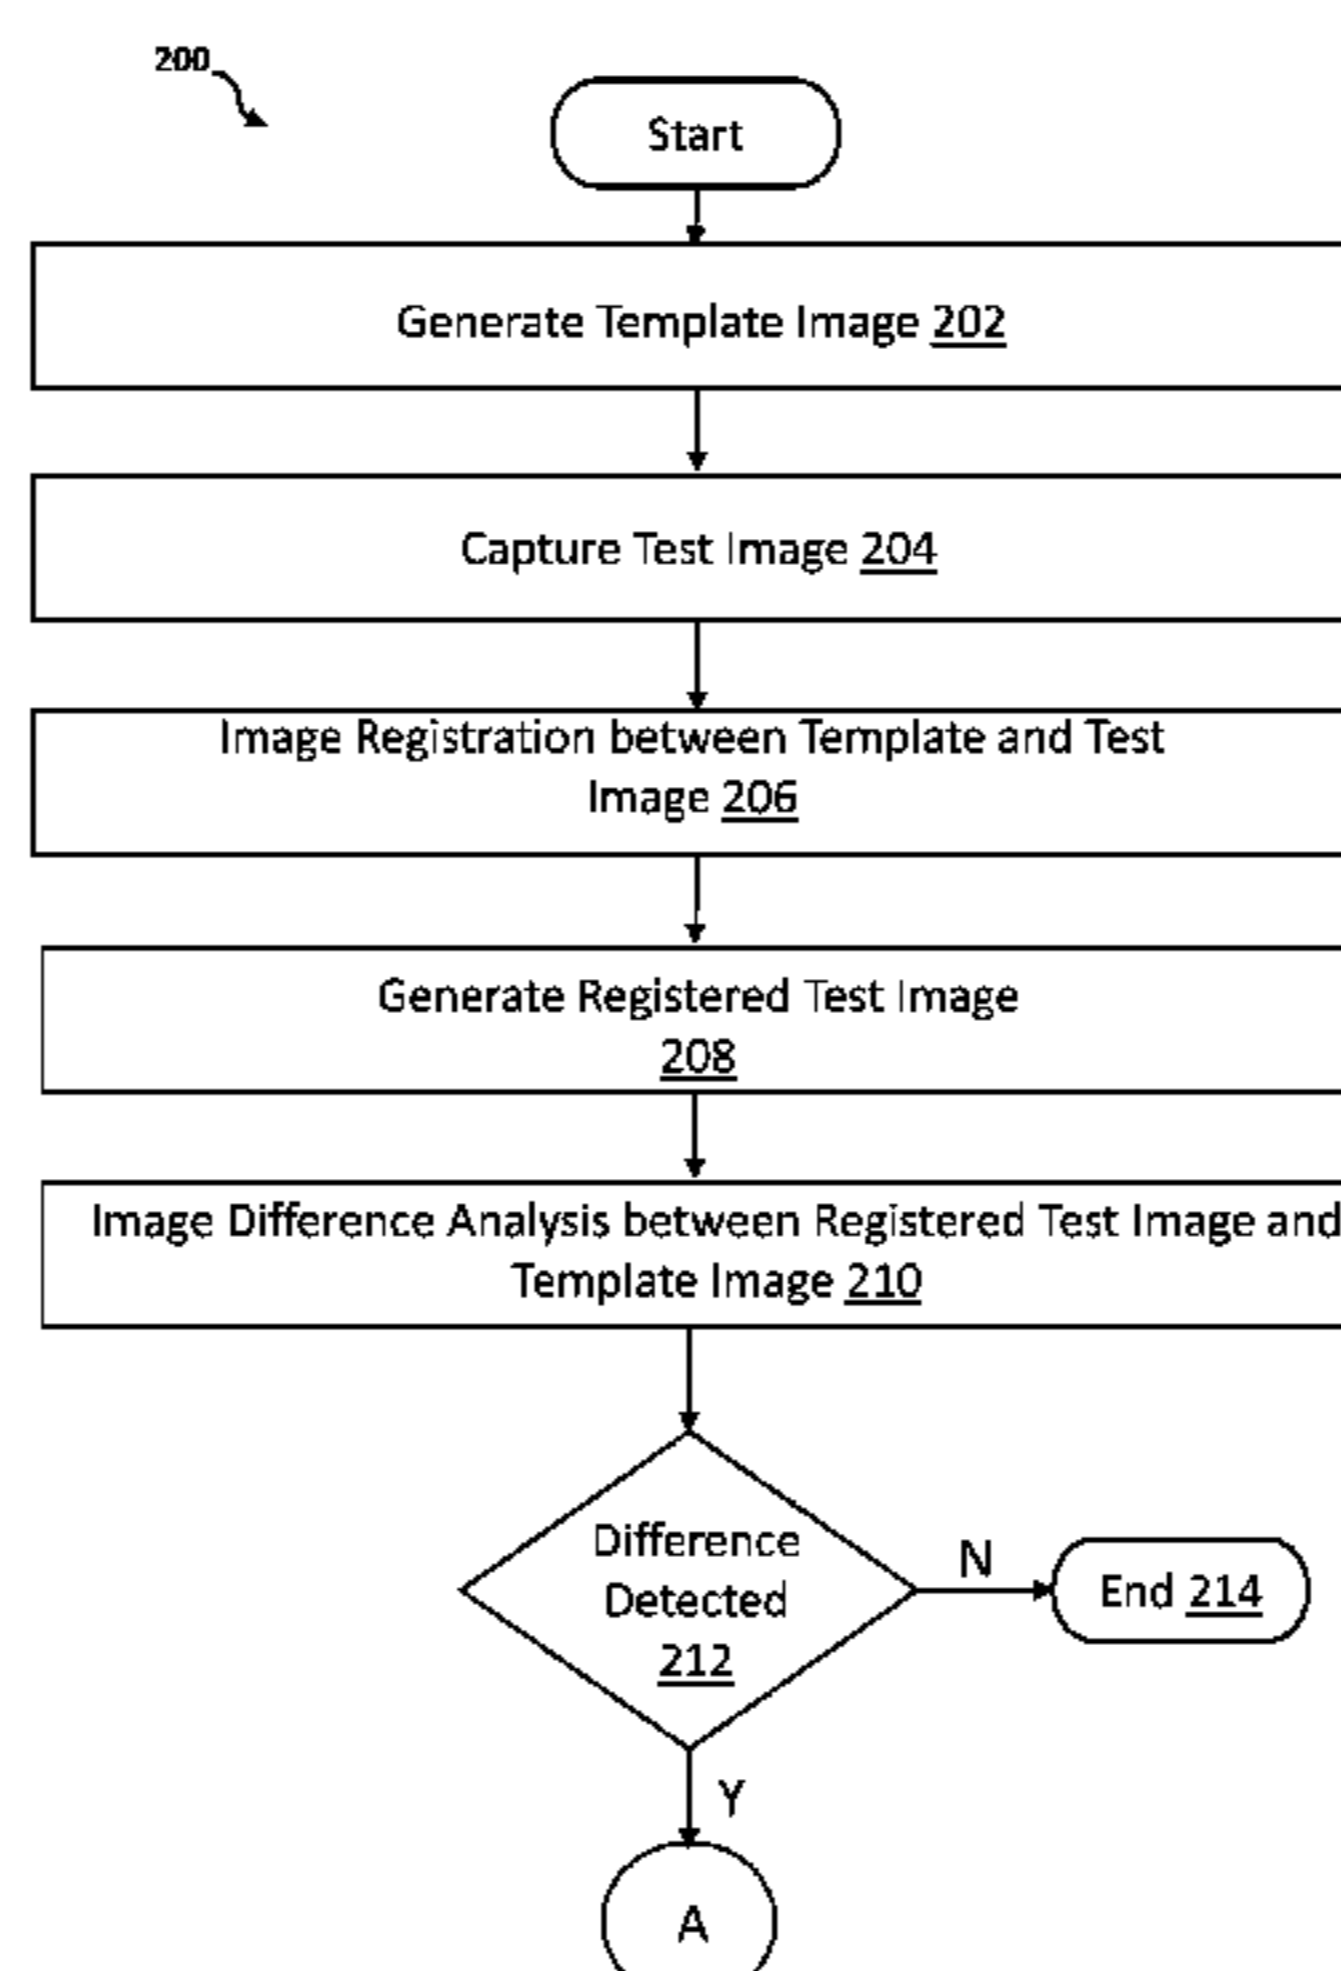 200
Start
Generate Template Image 202
Capture Test Image 204
Image Registration between Template and Test
Image 206
Generate Registered Test Image
208
Image Difference Analysis between Registered Test Image and
Template Image 210
Difference
Detected
212
N
End 214
Y
A